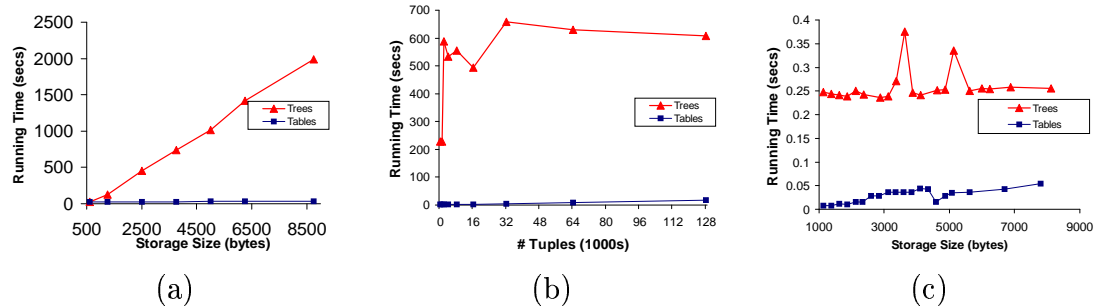 2500
2000
1500
1000
500
0
Running Time (secs)
Trees
Tables
500 2500 4500 6500 8500
Storage Size (bytes)
(a)
700
600
500
400
300
200
100
0
Running Time (secs)
Trees
Tables
0 16 32 48 64 80 96 112 128
# Tuples (1000s)
(b)
0.4
0.35
0.3
0.25
0.2
0.15
0.1
0.05
0
Running Time (secs)
Trees
Tables
1000 3000 5000 7000 9000
Storage Size (bytes)
(c)